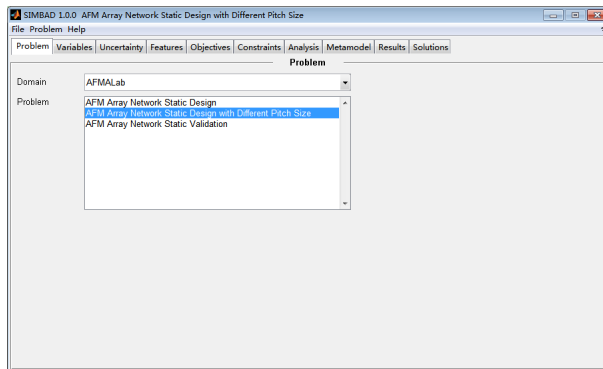 SIMBAD 1.0.0 AFM Array Network Static Design with Different Pitch Size
File Problem Help
Problem Variables Uncertainty Features Objectives Constraints Analysis Metamodel Results Solutions
Problem
Domain AFMALab
Problem AFM Array Network Static Design
AFM Array Network Static Design with Different Pitch Size
AFM Array Network Static Validation